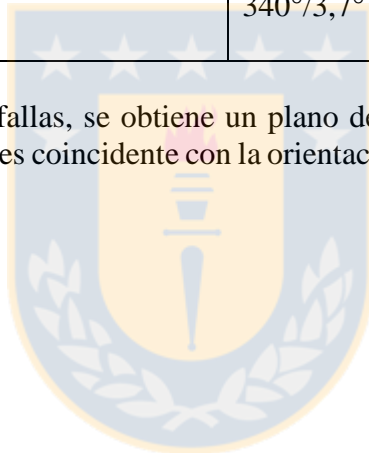 340°/3,7°
fallas, se obtiene un plano de
es coincidente con la orientac